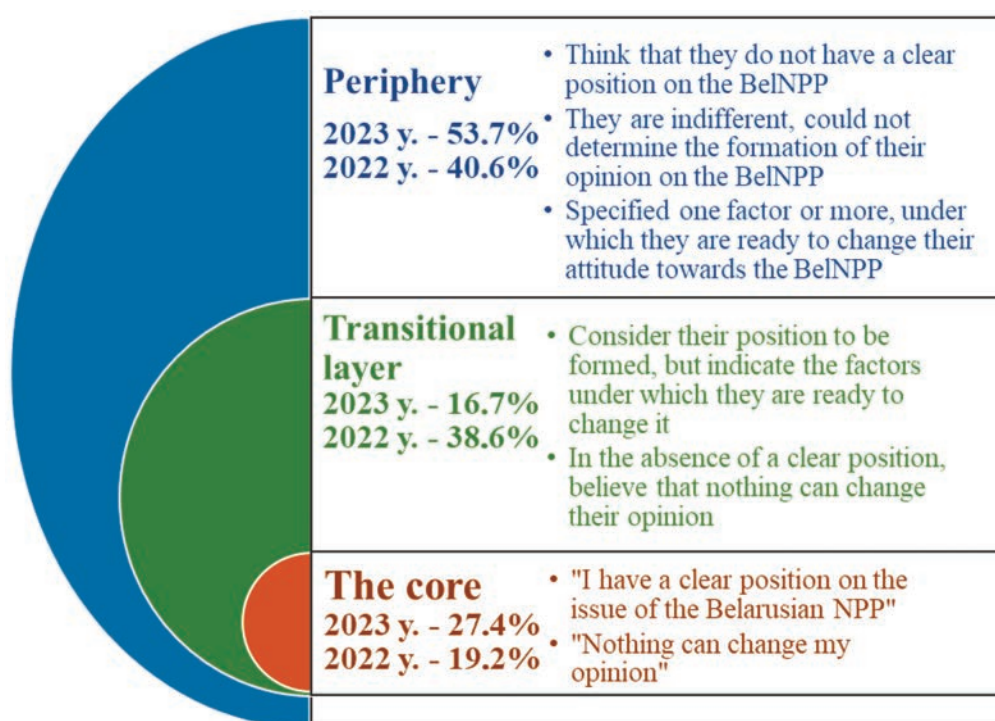 Periphery
2023 y. - 53.7%
2022 y. - 40.6%
• Think that they do not have a clear
position on the BelNPP
• They are indifferent, could not
determine the formation of their
opinion on the BelNPP
• Specified one factor or more, under
which they are ready to change their
attitude towards the BelNPP
Transitional
layer
2023 y. - 16.7%
2022 y. - 38.6%
• Consider their position to be
formed, but indicate the factors
under which they are ready to
change it
• In the absence of a clear position,
believe that nothing can change
their opinion
The core
2023 y. - 27.4%
2022 y. - 19.2%
• "I have a clear position on the
issue of the Belarusian NPP"
• "Nothing can change my
opinion"